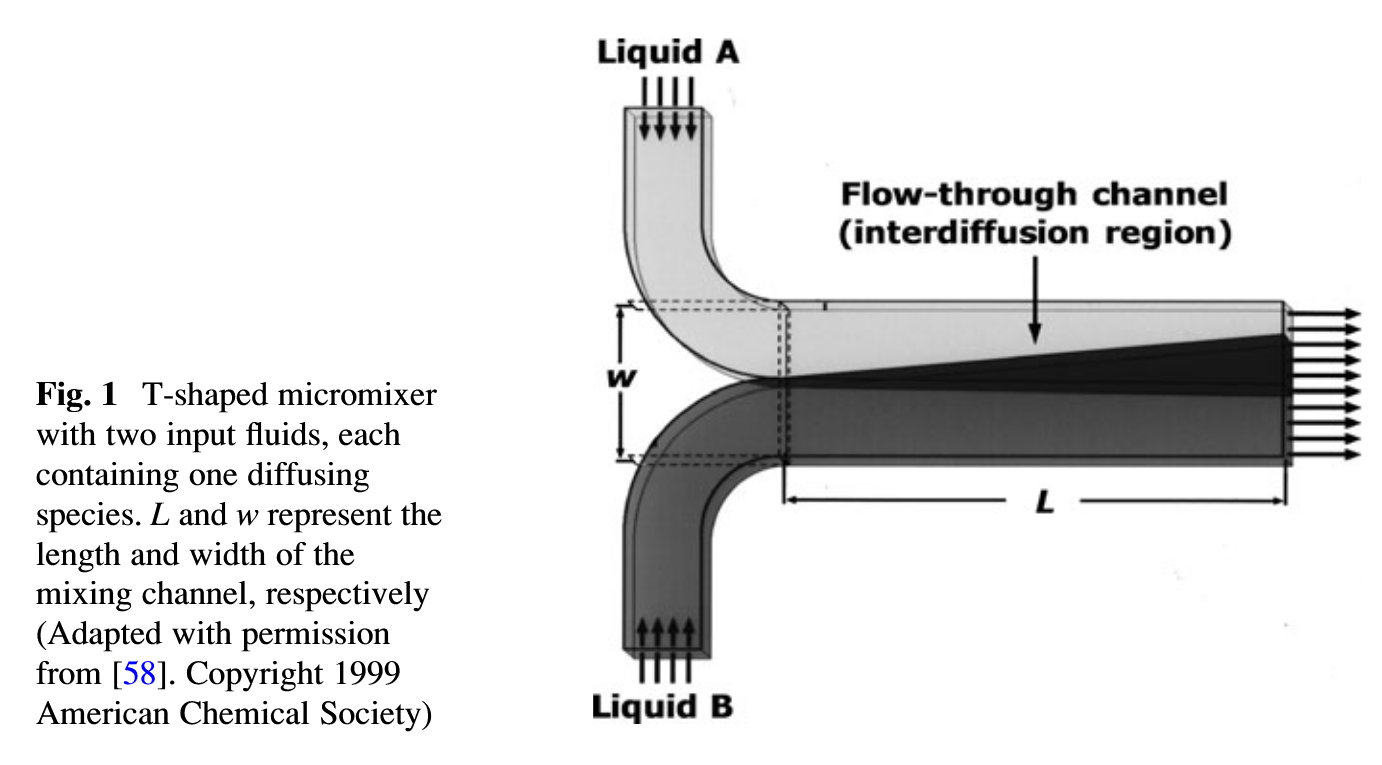 Liquid A
Flow-through channel
(interdiffusion region)
w
L
Liquid B
Fig. 1 T-shaped micromixer
with two input fluids, each
containing one diffusing
species. L and w represent the
length and width of the
mixing channel, respectively
(Adapted with permission
from [58]. Copyright 1999
American Chemical Society)